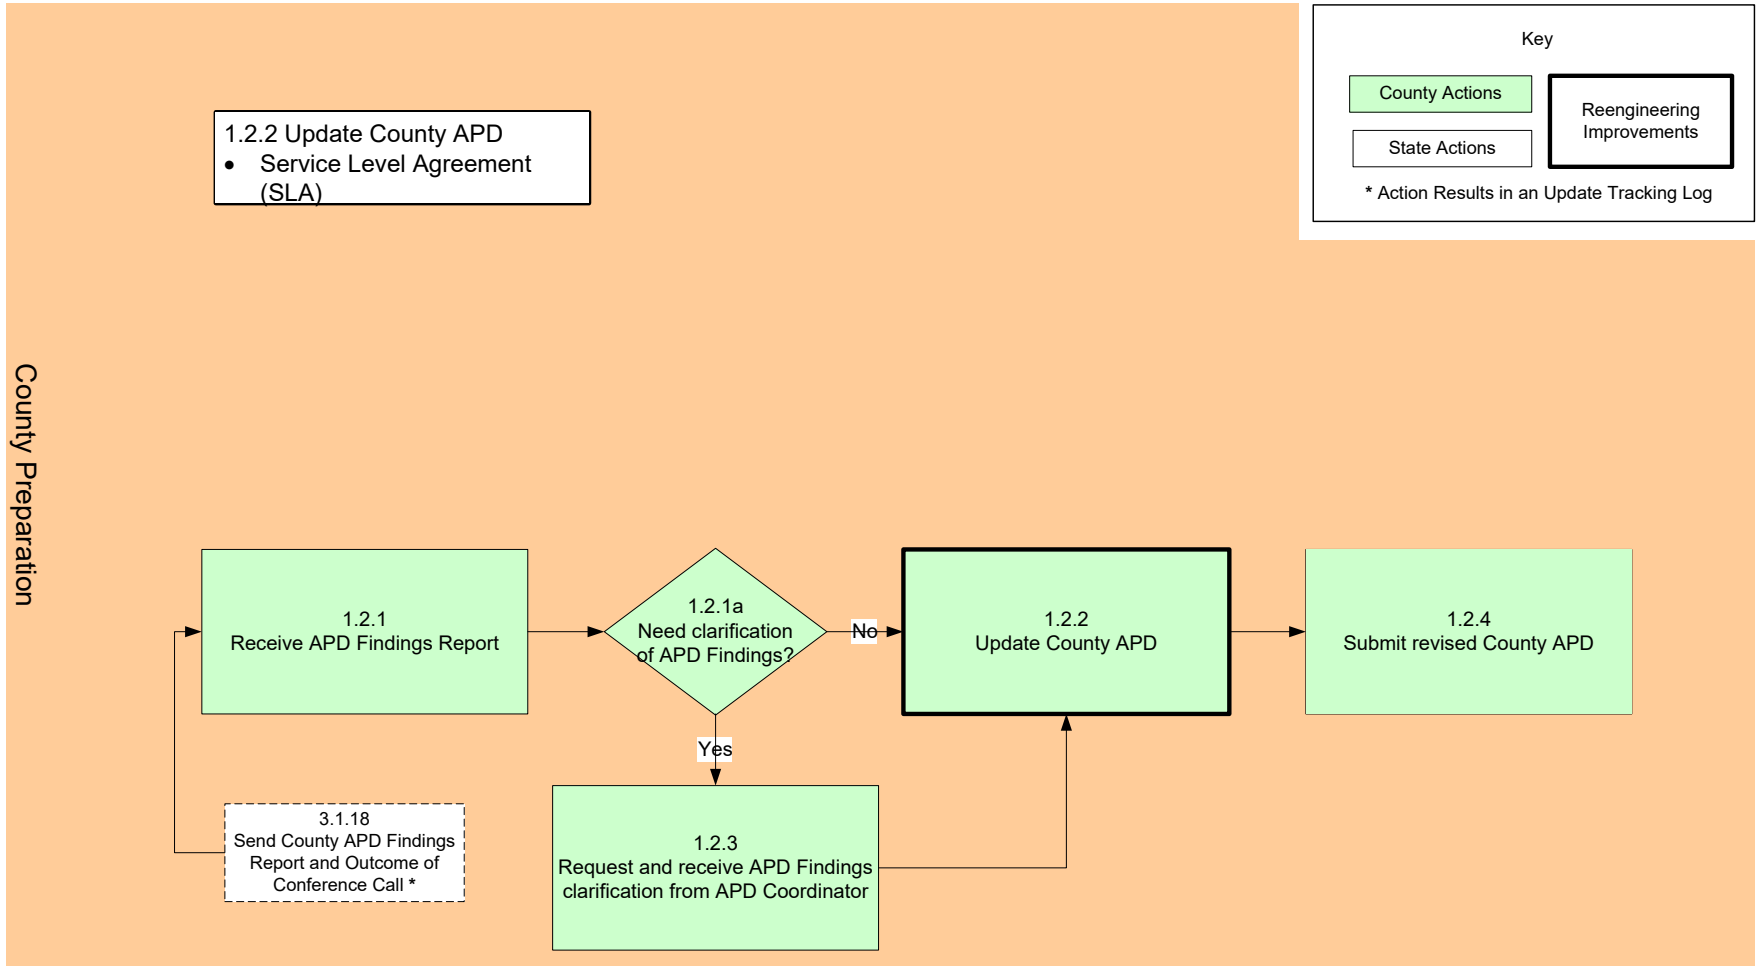 Key
County Actions
State Actions
Reengineering
Improvements
* Action Results in an Update Tracking Log
1.2.2 Update County APD
• Service Level Agreement
(SLA)
County Preparation
1.2.1
Receive APD Findings Report
1.2.1a
Need clarification
of APD Findings?
No
1.2.2
Update County APD
1.2.4
Submit revised County APD
Yes
3.1.18
Send County APD Findings
Report and Outcome of
Conference Call *
1.2.3
Request and receive APD Findings
clarification from APD Coordinator